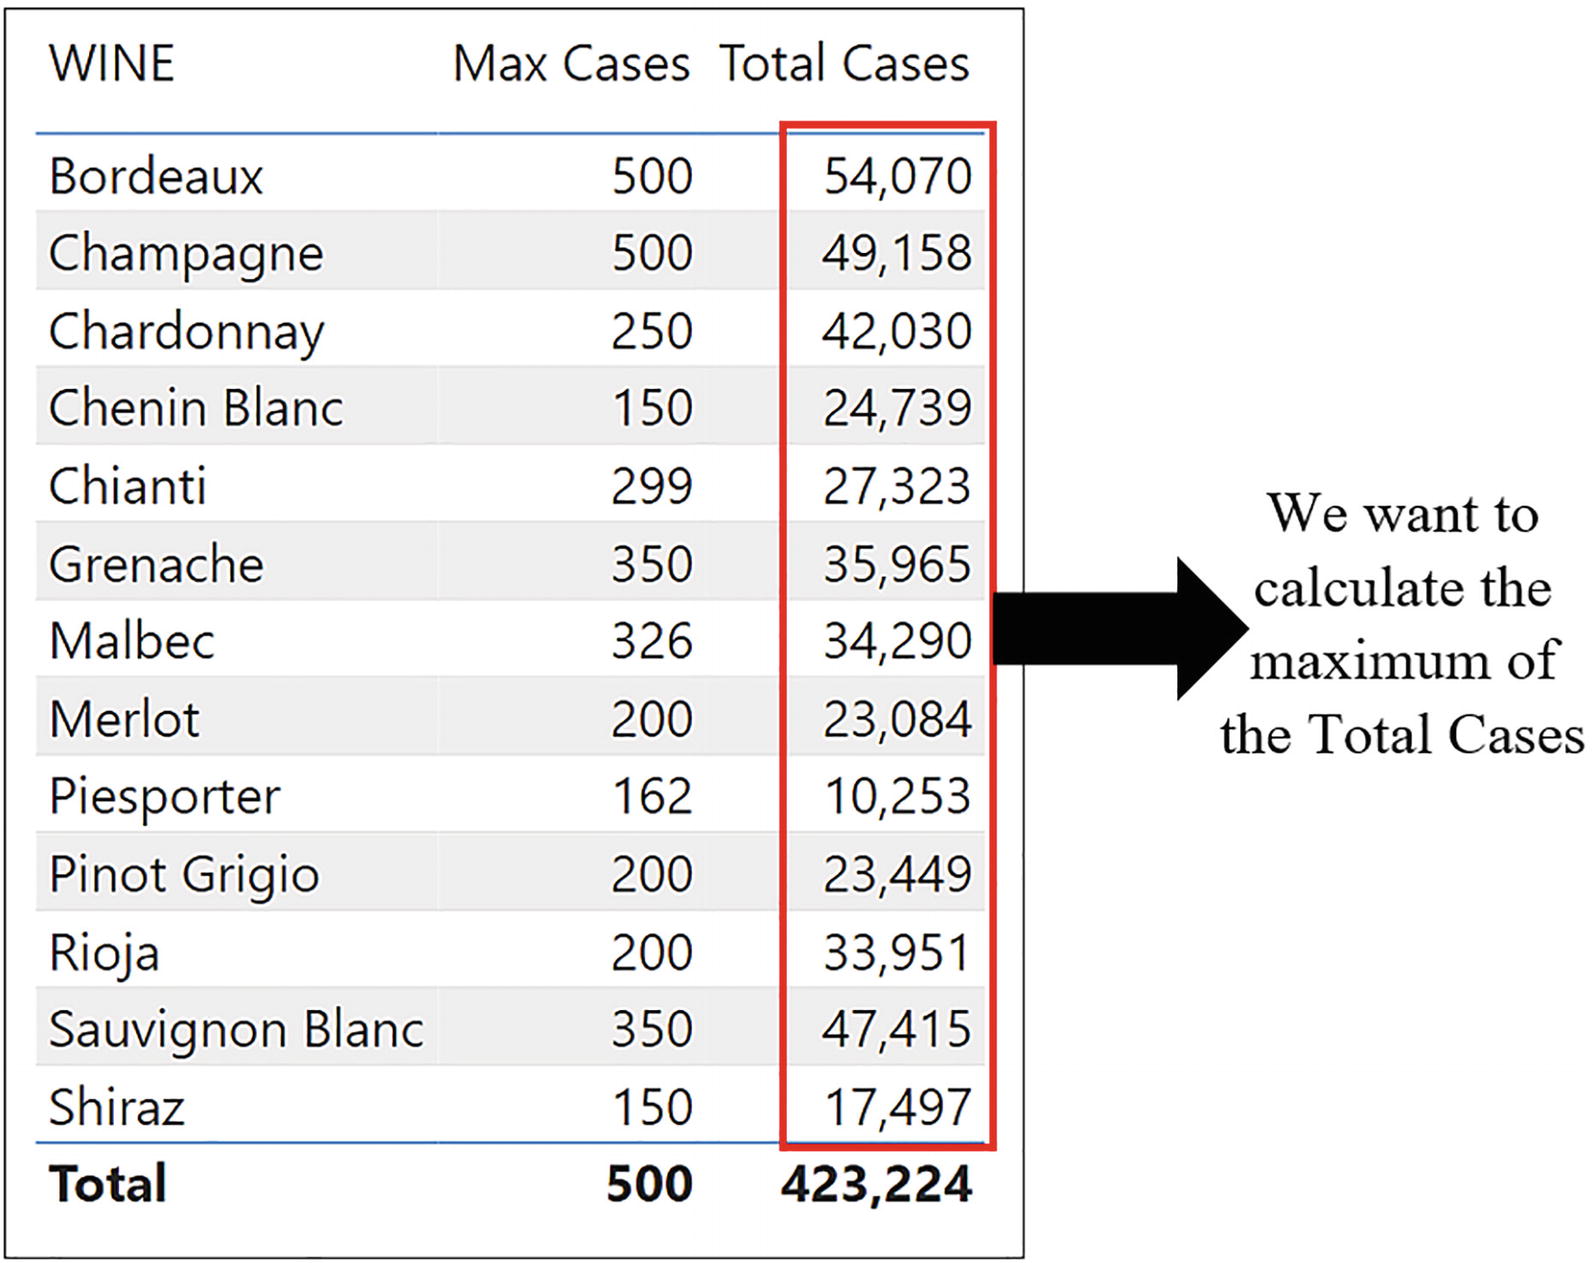 WINE Max Cases Total Cases
Bordeaux 500 54,070
Champagne 500 49,158
Chardonnay 250 42,030
Chenin Blanc 150 24,739
Chianti 299 27,323
Grenache 350 35,965
Malbec 326 34,290
Merlot 200 23,084
Piesporter 162 10,253
Pinot Grigio 200 23,449
Rioja 200 33,951
Sauvignon Blanc 350 47,415
Shiraz 150 17,497
Total 500 423,224
We want to
calculate the
maximum of
the Total Cases